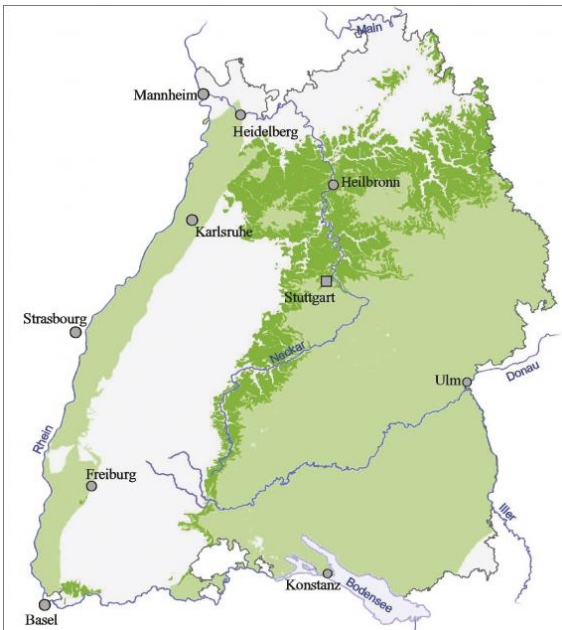 Main
Mannheim
Heidelberg
Heilbronn
Karlsruhe
Stuttgart
Strasbourg
Neckar
Ulm
Donau
Rhein
Freiburg
Iller
Konstanz
Bodensee
Basel